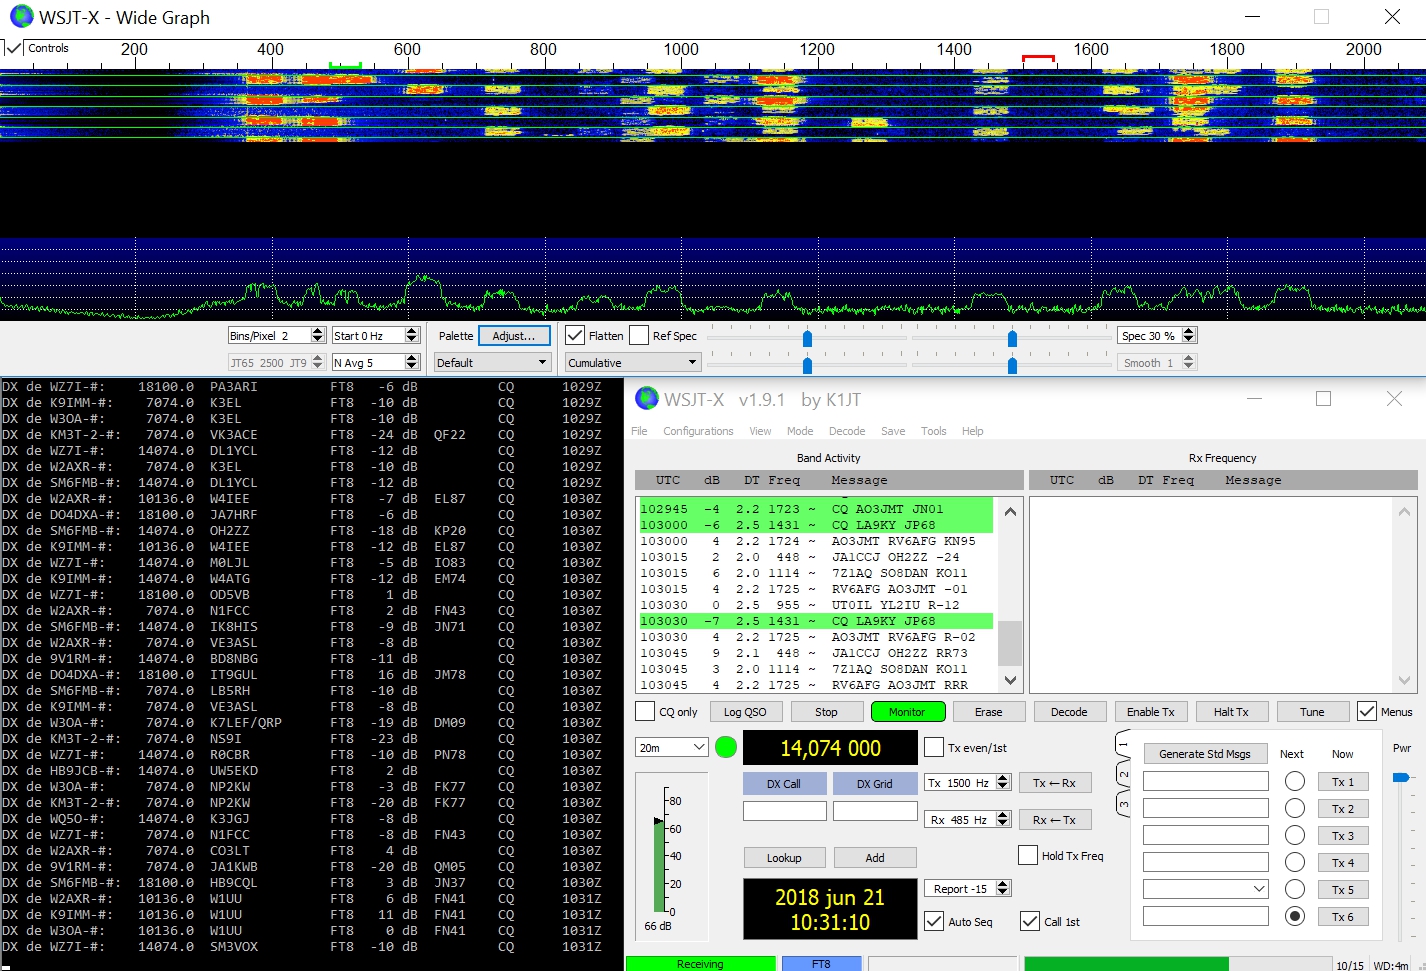 WSJT-X - Wide Graph
Controls 200 400 600 800 1000 1200 1400 1600 1800 2000
Bins/Pixel 2 Start 0 Hz Palette Adjust... Flatten Ref Spec Spec 30 %
JT65 2500 JT9 N Avg 5 Default Cumulative Smooth 1
DX de WZ7I-#: 18100.0 PA3ARI FT8 -6 dB CQ 1029Z
DX de K9IMM-#: 7074.0 K3EL FT8 -10 dB CQ 1029Z
DX de W3OA-#: 7074.0 K3EL FT8 -10 dB CQ 1029Z
DX de KM3T-2-#: 7074.0 VK3ACE FT8 -24 dB QF22 CQ 1029Z
DX de WZ7I-#: 14074.0 DL1YCL FT8 -12 dB CQ 1029Z
DX de W2AXR-#: 7074.0 K3EL FT8 -10 dB CQ 1029Z
DX de SM6FMB-#: 14074.0 DL1YCL FT8 -12 dB CQ 1029Z
DX de W2AXR-#: 10136.0 W4IEE FT8 -7 dB EL87 CQ 1030Z
DX de DO4DXA-#: 18100.0 JA7HRF FT8 -6 dB CQ 1030Z
DX de SM6FMB-#: 14074.0 OH2ZZ FT8 -18 dB KP20 CQ 1030Z
DX de K9IMM-#: 10136.0 W4IEE FT8 -12 dB EL87 CQ 1030Z
DX de WZ7I-#: 14074.0 M0LJL FT8 -5 dB IO83 CQ 1030Z
DX de K9IMM-#: 7074.0 W4ATG FT8 -12 dB EM74 CQ 1030Z
DX de WZ7I-#: 18100.0 OD5VB FT8 1 dB CQ 1030Z
DX de W2AXR-#: 7074.0 N1FCC FT8 2 dB FN43 CQ 1030Z
DX de SM6FMB-#: 14074.0 IK8HIS FT8 -9 dB JN71 CQ 1030Z
DX de W2AXR-#: 7074.0 VE3ASL FT8 -8 dB CQ 1030Z
DX de 9V1RM-#: 14074.0 BD8NBG FT8 -11 dB CQ 1030Z
DX de DO4DXA-#: 18100.0 IT9GUL FT8 16 dB JM78 CQ 1030Z
DX de SM6FMB-#: 7074.0 LB5RH FT8 -10 dB CQ 1030Z
DX de K9IMM-#: 7074.0 VE3ASL FT8 -8 dB CQ 1030Z
DX de W3OA-#: 7074.0 K7LEF/QRP FT8 -19 dB DM09 CQ 1030Z
DX de KM3T-2-#: 7074.0 NS9I FT8 -23 dB CQ 1030Z
DX de WZ7I-#: 14074.0 R0CBR FT8 -10 dB PN78 CQ 1030Z
DX de HB9JCB-#: 14074.0 UW5EKD FT8 2 dB CQ 1030Z
DX de W3OA-#: 7074.0 NP2KW FT8 -3 dB FK77 CQ 1030Z
DX de KM3T-2-#: 7074.0 NP2KW FT8 -20 dB FK77 CQ 1030Z
DX de WQ5O-#: 14074.0 K3JGJ FT8 -8 dB CQ 1030Z
DX de WZ7I-#: 7074.0 N1FCC FT8 -8 dB FN43 CQ 1030Z
DX de W2AXR-#: 7074.0 CO3LT FT8 4 dB CQ 1030Z
DX de 9V1RM-#: 7074.0 JA1KWB FT8 -20 dB QM05 CQ 1030Z
DX de SM6FMB-#: 18100.0 HB9CQL FT8 3 dB JN37 CQ 1030Z
DX de W2AXR-#: 10136.0 W1UU FT8 6 dB FN41 CQ 1031Z
DX de K9IMM-#: 10136.0 W1UU FT8 11 dB FN41 CQ 1031Z
DX de W3OA-#: 10136.0 W1UU FT8 0 dB FN41 CQ 1031Z
DX de WZ7I-#: 14074.0 SM3VOX FT8 -10 dB CQ 1031Z
WSJT-X v1.9.1 by K1JT
File Configurations View Mode Decode Save Tools Help
Band Activity Rx Frequency
UTC dB DT Freq Message UTC dB DT Freq Message
102945 -4 2.2 1723 ~ CQ AO3JMT JN01
103000 -6 2.5 1431 ~ CQ LA9KY JP68
103000 4 2.2 1724 ~ AO3JMT RV6AFG KN95
103015 2 2.0 448 ~ JA1CCJ OH2ZZ -24
103015 6 2.0 1114 ~ 7Z1AQ SO8DAN KO11
103015 4 2.2 1725 ~ RV6AFG AO3JMT -01
103030 0 2.5 955 ~ UT0IL YL2IU R-12
103030 -7 2.5 1431 ~ CQ LA9KY JP68
103030 4 2.2 1725 ~ AO3JMT RV6AFG R-02
103045 9 2.1 448 ~ JA1CCJ OH2ZZ RR73
103045 3 2.0 1114 ~ 7Z1AQ SO8DAN KO11
103045 4 2.2 1725 ~ RV6AFG AO3JMT RRR
CQ only Log QSO Stop Monitor Erase Decode Enable Tx Halt Tx Tune Menus
20m 14,074 000 Tx even/1st
DX Call DX Grid Tx 1500 Hz Tx ← Rx
Rx 485 Hz Rx ← Tx
Lookup Add Hold Tx Freq
2018 jun 21
10:31:10
Report -15
Auto Seq Call 1st
-80
-60
-40
-20
-0
66 dB
1
2
3
Generate Std Msgs Next Now Pwr
Tx 1
Tx 2
Tx 3
Tx 4
Tx 5
Tx 6
Receiving FT8 10/15 WD:4m